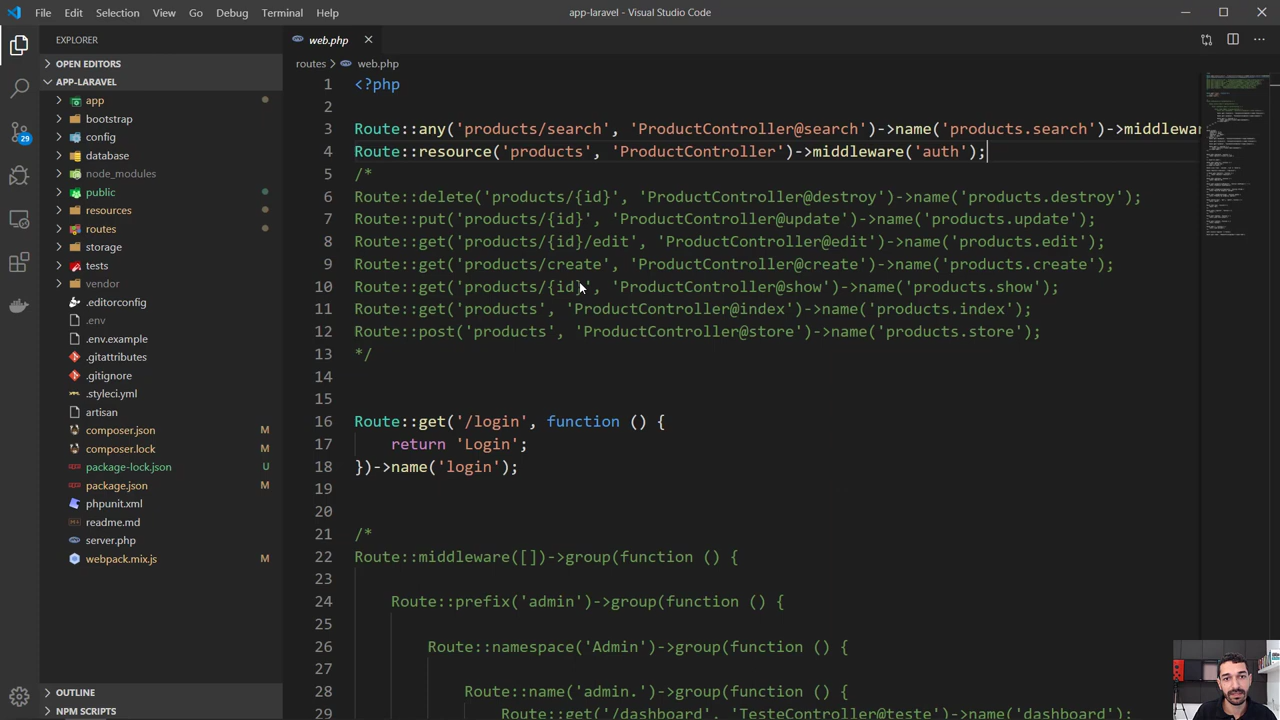 File Edit Selection View Go Debug Terminal Help
app-laravel - Visual Studio Code
EXPLORER
OPEN EDITORS
APP-LARAVEL
app
bootstrap
config
database
node_modules
public
resources
routes
storage
tests
vendor
.editorconfig
.env
.env.example
.gitattributes
.gitignore
.styleci.yml
artisan
composer.json M
composer.lock M
package-lock.json U
package.json M
phpunit.xml
readme.md
server.php
webpack.mix.js M
OUTLINE
NPM SCRIPTS
29
web.php
routes > web.php
1 <?php
2
3 Route::any('products/search', 'ProductController@search')->name('products.search')->middlewar
4 Route::resource('products', 'ProductController')->middleware('auth');
5 /*
6 Route::delete('products/{id}', 'ProductController@destroy')->name('products.destroy');
7 Route::put('products/{id}', 'ProductController@update')->name('products.update');
8 Route::get('products/{id}/edit', 'ProductController@edit')->name('products.edit');
9 Route::get('products/create', 'ProductController@create')->name('products.create');
10 Route::get('products/{id}', 'ProductController@show')->name('products.show');
11 Route::get('products', 'ProductController@index')->name('products.index');
12 Route::post('products', 'ProductController@store')->name('products.store');
13 */
14
15
16 Route::get('/login', function () {
17 return 'Login';
18 })->name('login');
19
20
21 /*
22 Route::middleware([])->group(function () {
23
24 Route::prefix('admin')->group(function () {
25
26 Route::namespace('Admin')->group(function () {
27
28 Route::name('admin.')->group(function () {
29 Route::get('/dashboard', 'TesteController@teste')->name('dashboard');